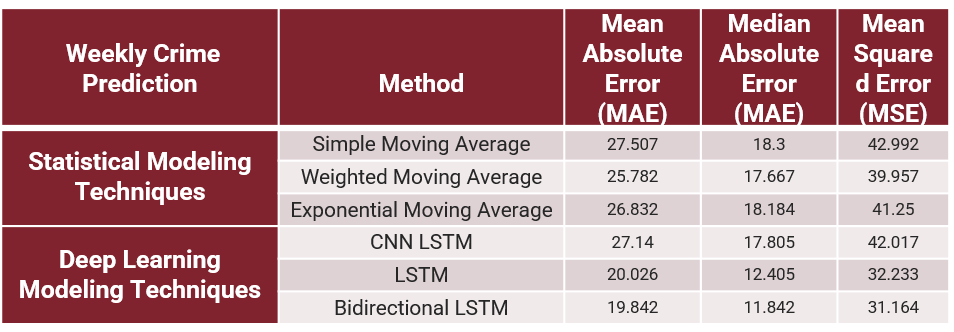 Weekly Crime
Prediction
Method
Mean
Absolute
Error
(MAE)
Median
Absolute
Error
(MAE)
Mean
Square
d Error
(MSE)
Statistical Modeling
Techniques
Simple Moving Average 27.507 18.3 42.992
Weighted Moving Average 25.782 17.667 39.957
Exponential Moving Average 26.832 18.184 41.25
Deep Learning
Modeling Techniques
CNN LSTM 27.14 17.805 42.017
LSTM 20.026 12.405 32.233
Bidirectional LSTM 19.842 11.842 31.164